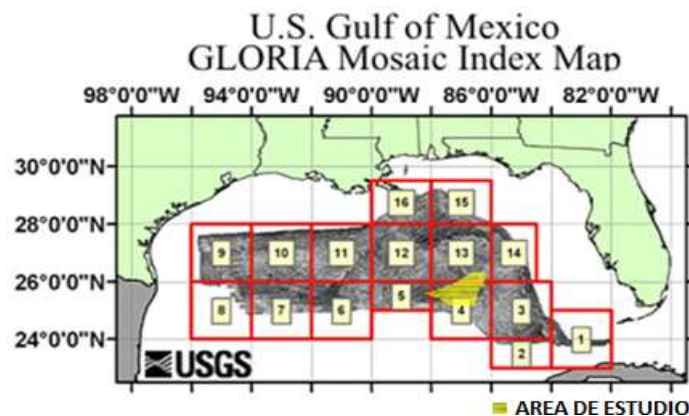 U.S. Gulf of Mexico
GLORIA Mosaic Index Map
98°0'0"W 94°0'0"W 90°0'0"W 86°0'0"W 82°0'0"W
30°0'0"N
28°0'0"N
26°0'0"N
24°0'0"N
16 15
9 10 11 12 13 14
8 7 6 5 4 3 1
2
USGS
AREA DE ESTUDIO